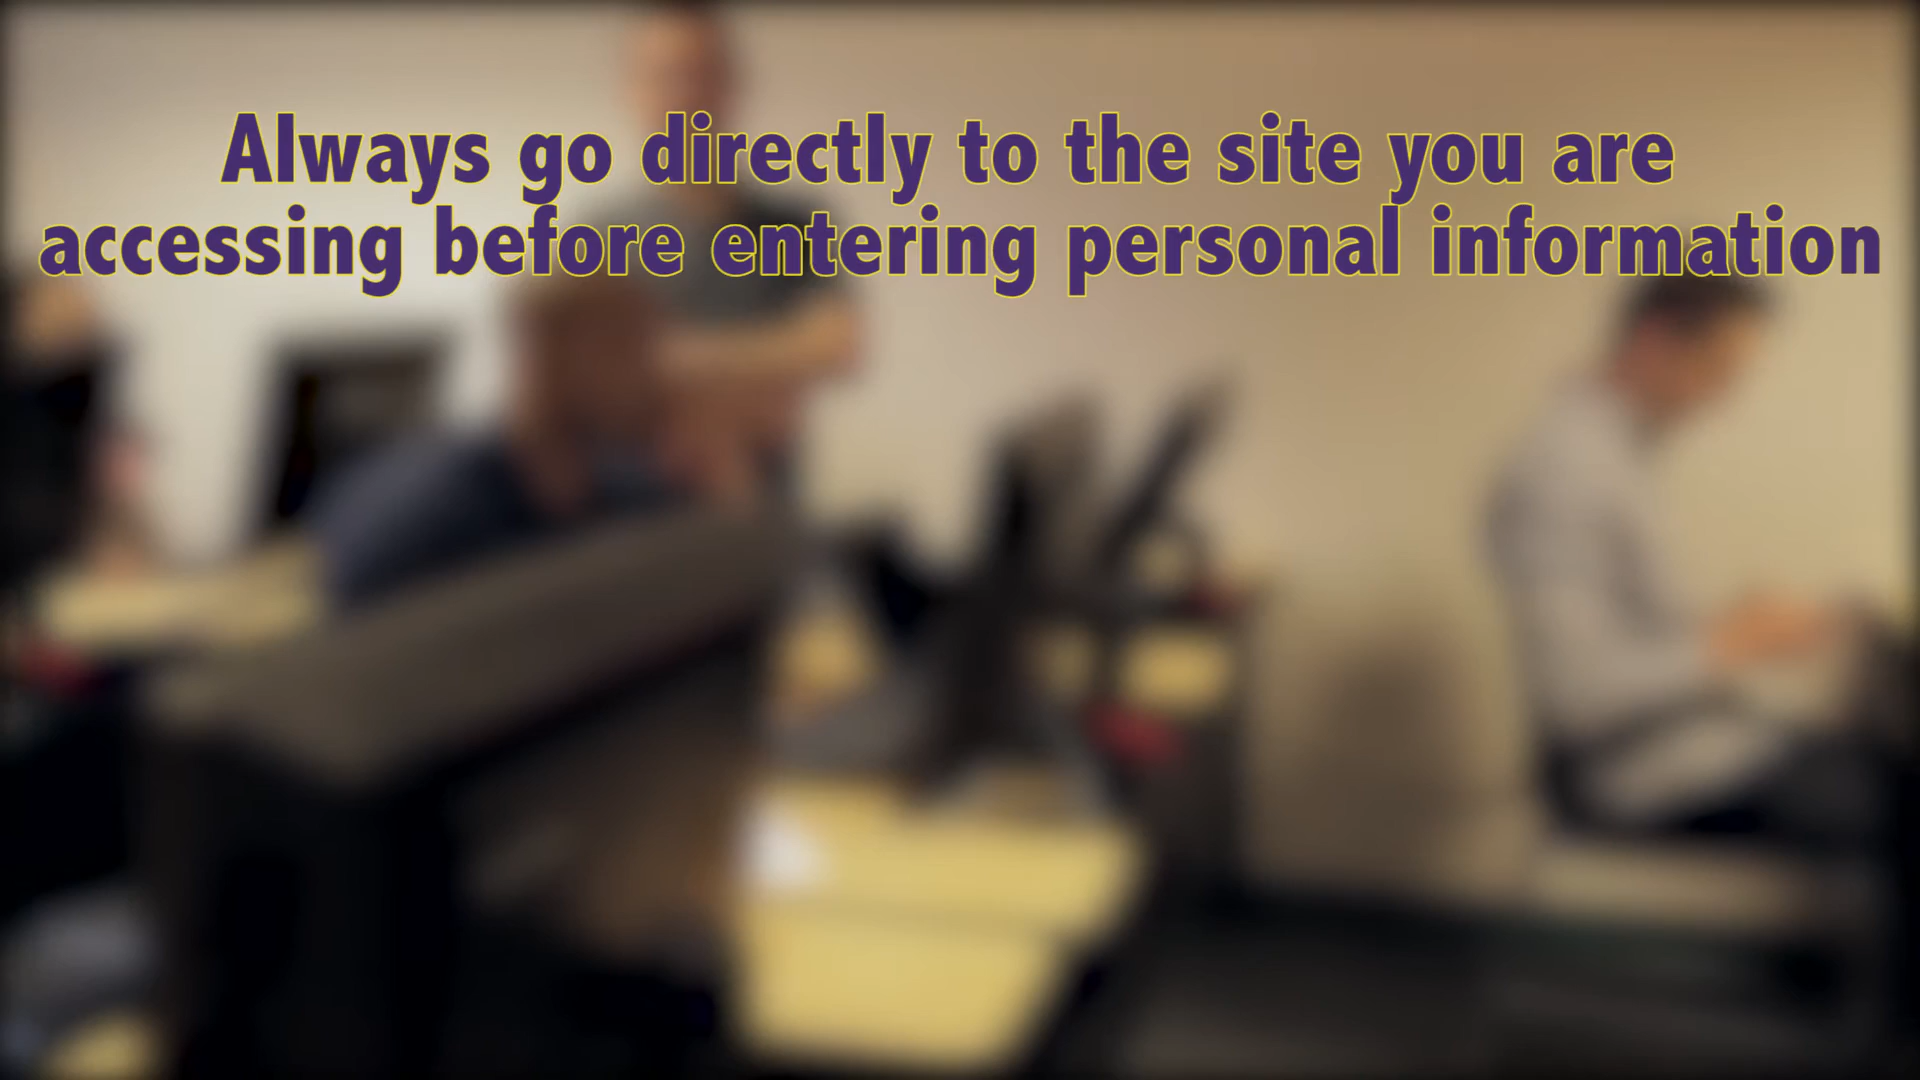 Always go directly to the site you are
accessing before entering personal information